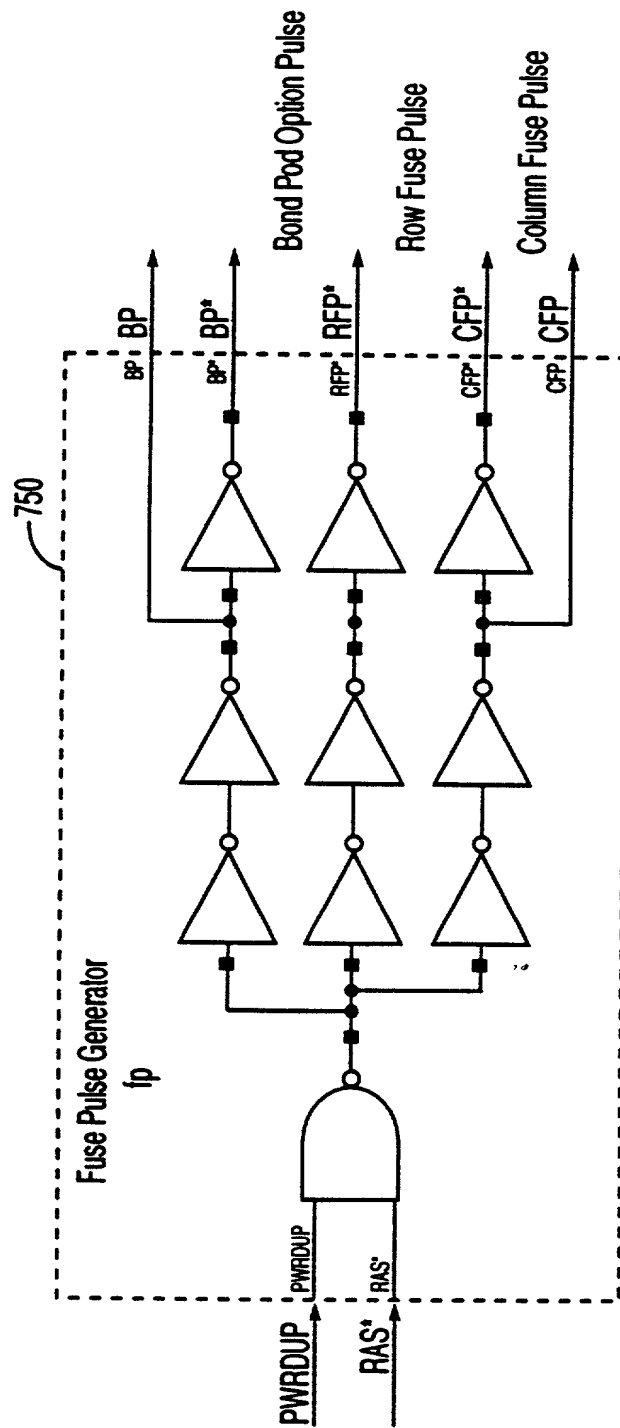 750
Fuse Pulse Generator
fp
PWRDUP
PWRDUP
RAS*
RAS*
BP
BP
BP*
BP*
Bond Pod Option Pulse
RFP*
RFP*
Row Fuse Pulse
CFP*
CFP*
Column Fuse Pulse
CFP
CFP